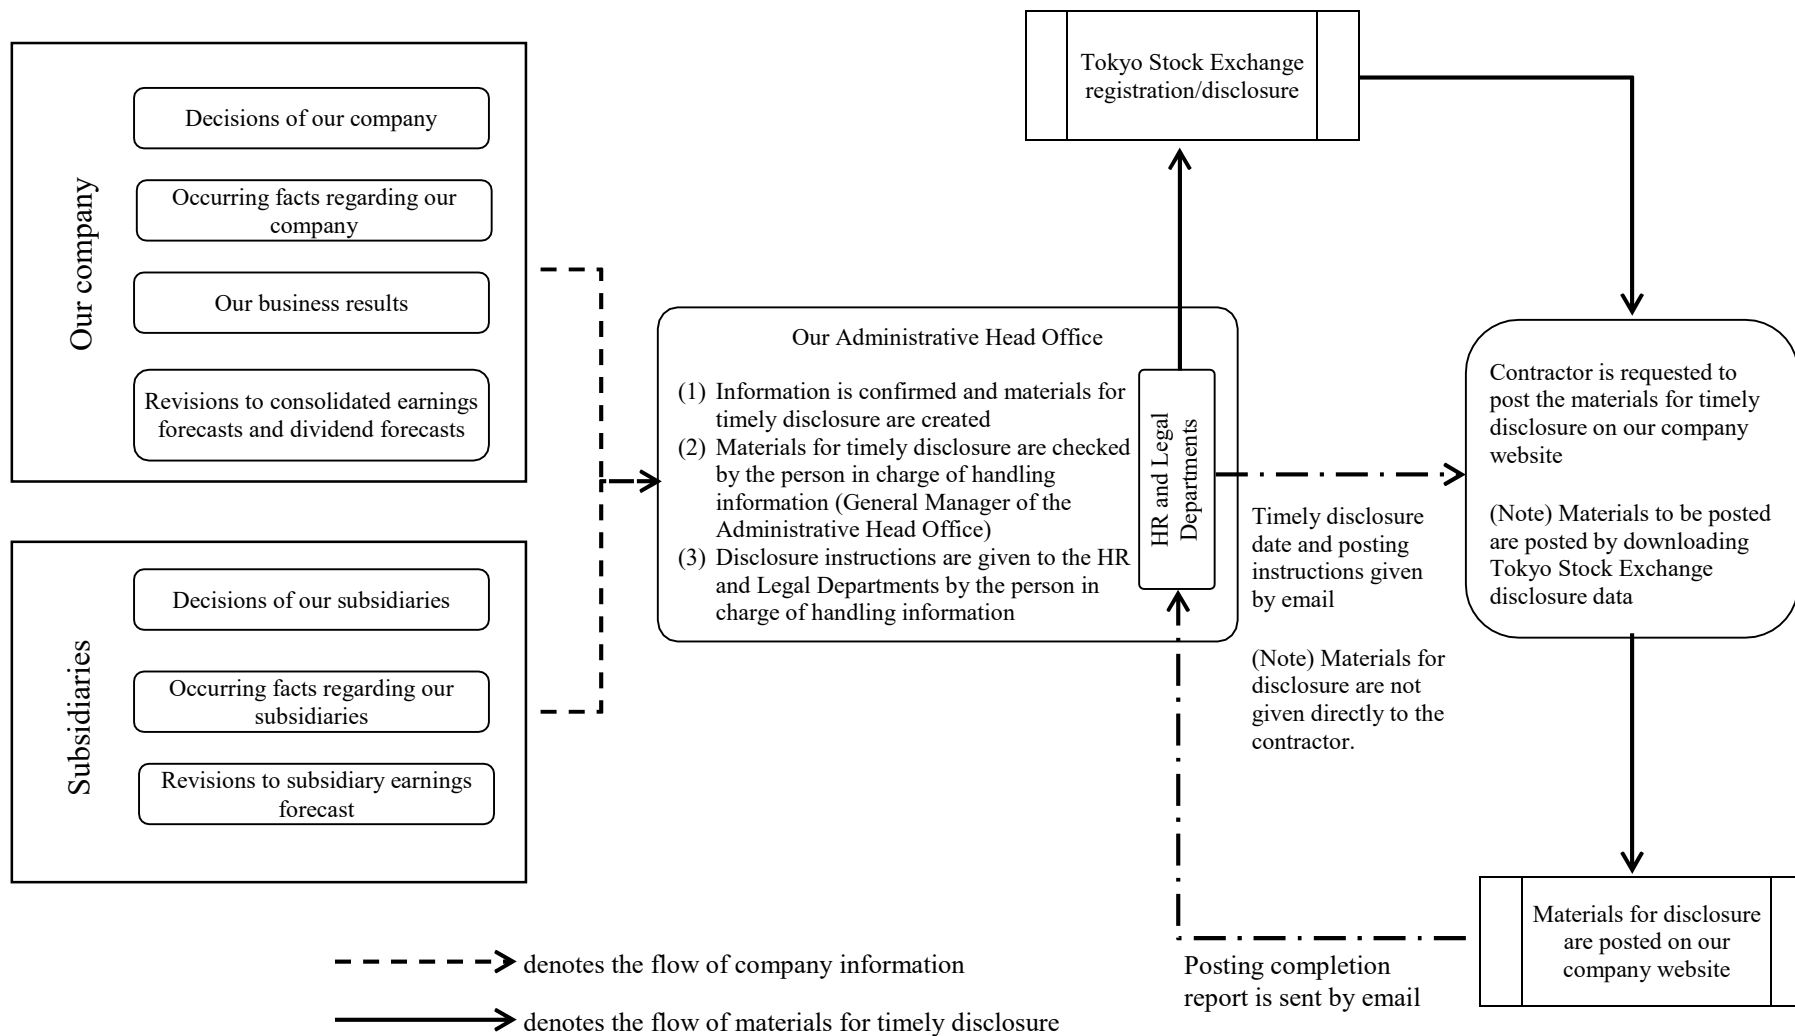 Our company
Decisions of our company
Occurring facts regarding our
company
Our business results
Revisions to consolidated earnings
forecasts and dividend forecasts
Subsidiaries
Decisions of our subsidiaries
Occurring facts regarding our
subsidiaries
Revisions to subsidiary earnings
forecast
Our Administrative Head Office
(1) Information is confirmed and materials for
timely disclosure are created
(2) Materials for timely disclosure are checked
by the person in charge of handling
information (General Manager of the
Administrative Head Office)
(3) Disclosure instructions are given to the HR
and Legal Departments by the person in
charge of handling information
HR and Legal
Departments
Tokyo Stock Exchange
registration/disclosure
Timely disclosure
date and posting
instructions given
by email
(Note) Materials for
disclosure are not
given directly to the
contractor.
Contractor is requested to
post the materials for timely
disclosure on our company
website
(Note) Materials to be posted
are posted by downloading
Tokyo Stock Exchange
disclosure data
Materials for disclosure
are posted on our
company website
Posting completion
report is sent by email
denotes the flow of company information
denotes the flow of materials for timely disclosure